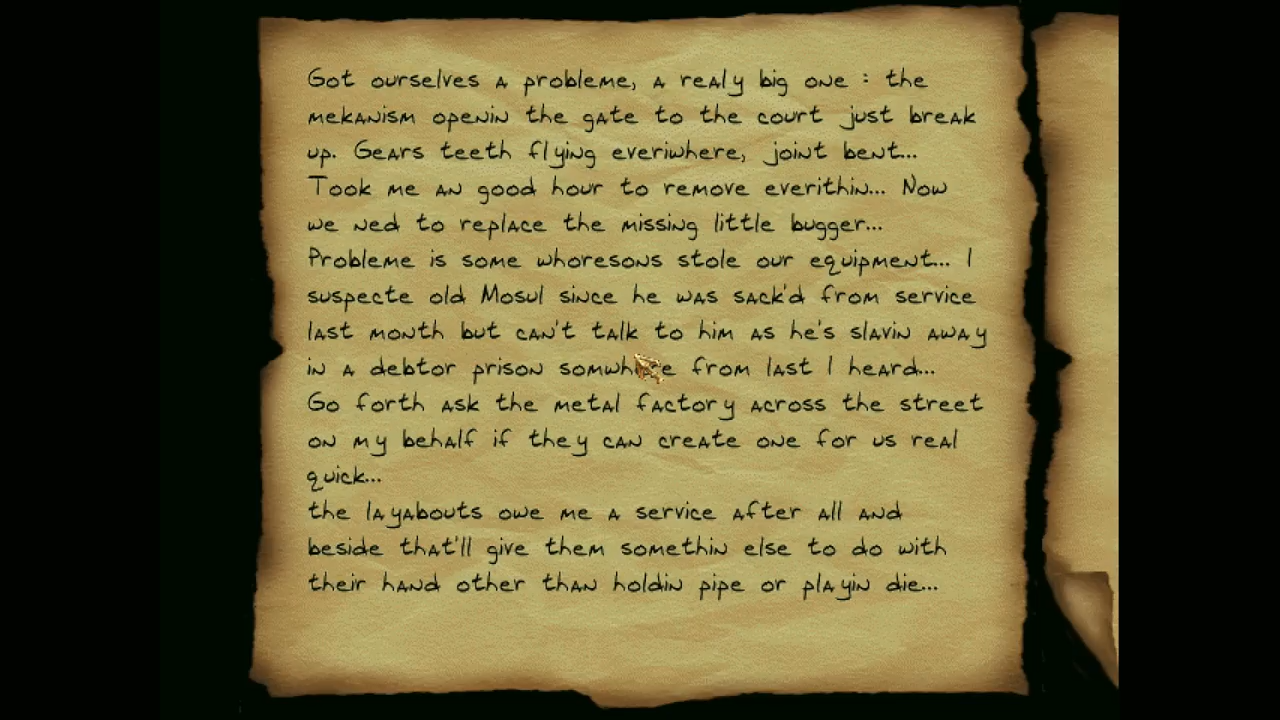 Got ourselves a probleme, a realy big one : the
mekanism openin the gate to the court just break
up. Gears teeth flying everiwhere, joint bent...
Took me an good hour to remove everithin... Now
we ned to replace the missing little bugger...
Probleme is some whoresons stole our equipment... I
suspecte old Mosul since he was sack'd from service
last month but can't talk to him as he's slavin away
in a debtor prison from last I heard...
Go forth ask the metal factory across the street
on my behalf if they can create one for us real
quick...
the layabouts owe me a service after all and
beside that'll give them somethin else to do with
their hand other than holdin pipe or playin die...